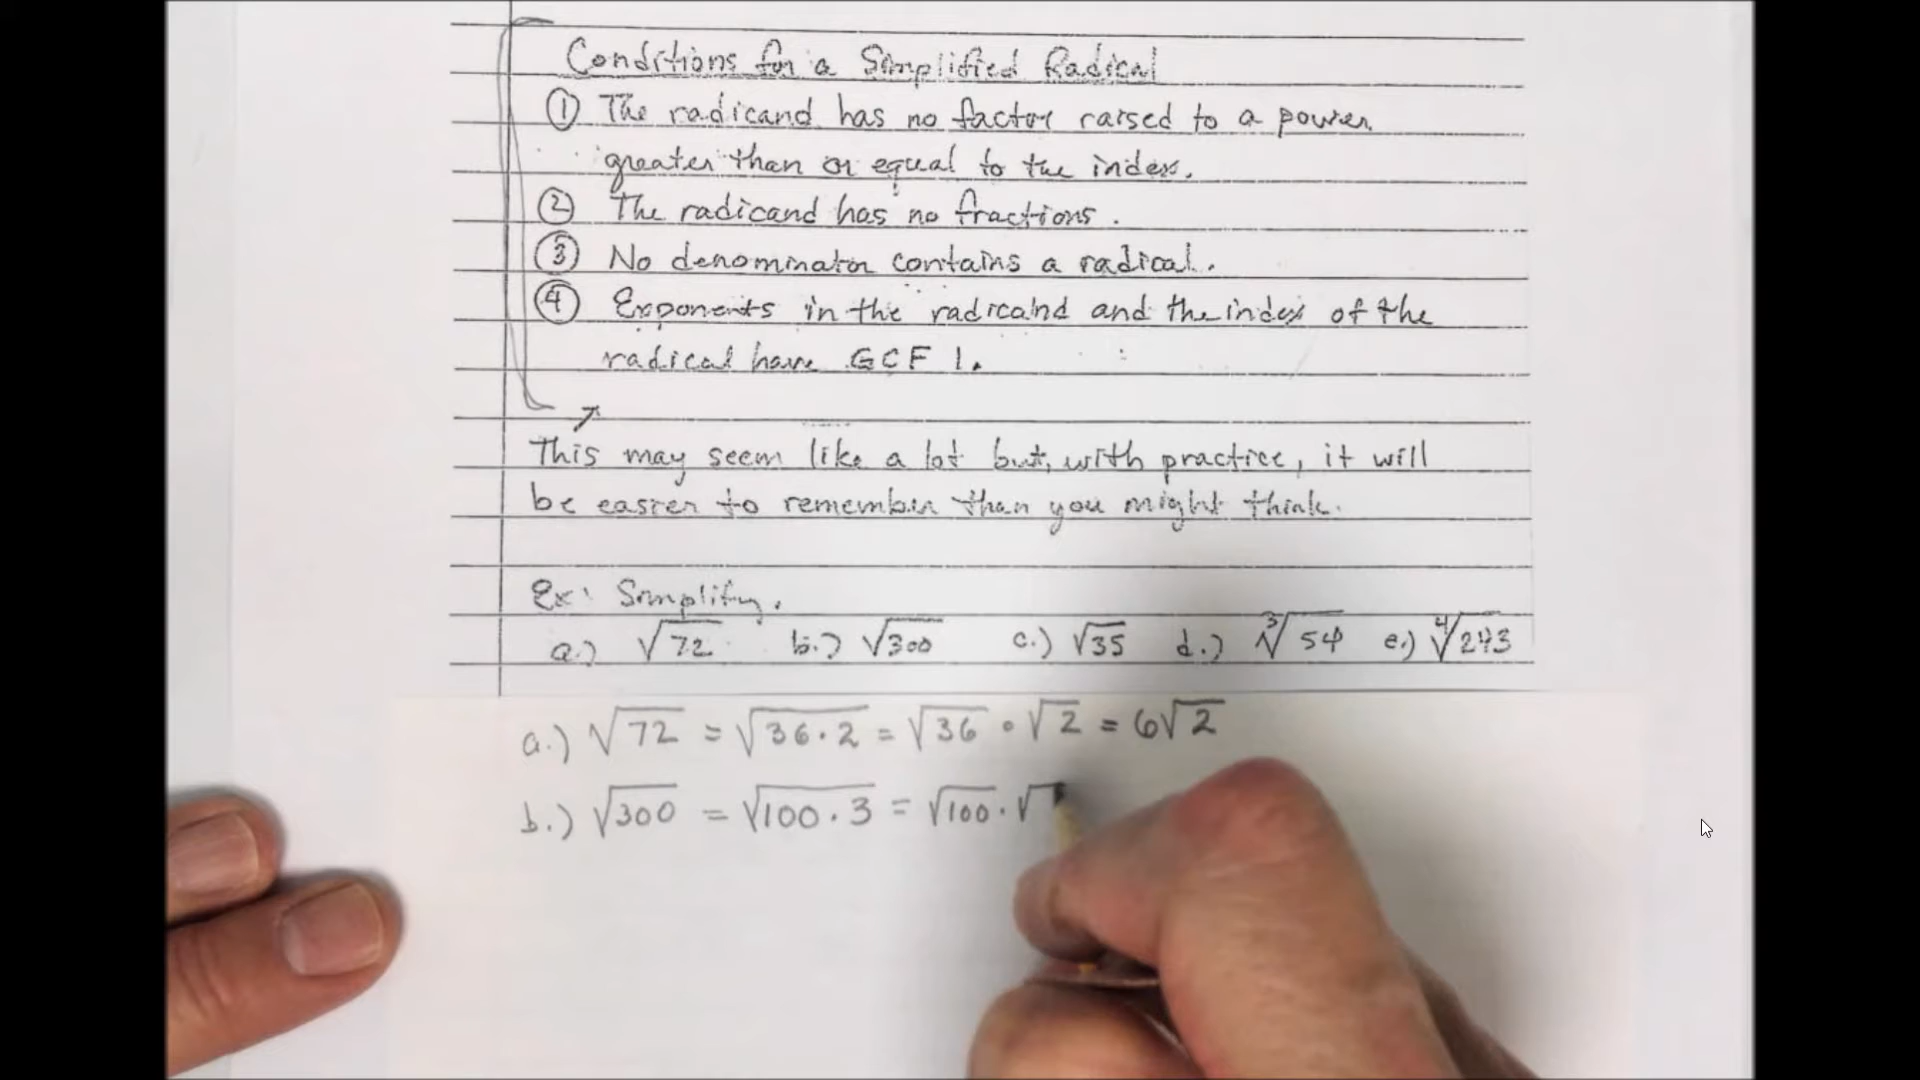 Conditions for a Simplified Radical
① The radicand has no factor raised to a power
greater than or equal to the index.
② The radicand has no fractions.
③ No denominator contains a radical.
④ Exponents in the radicand and the index of the
radical have GCF 1.
This may seem like a lot but, with practice, it will
be easier to remember than you might think.
Ex: Simplify.
a.) √72 b.) √300 c.) √35 d.) ∛54 e.) ∜243
a.) √72 = √36·2 = √36 · √2 = 6√2
b.) √300 = √100·3 = √100 · √